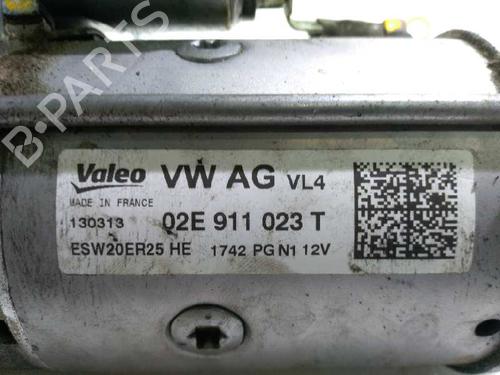 B-PARTS
Valeo VW AG VL4
MADE IN FRANCE
130313 02E 911 023 T
ESW20ER25 HE 1742 PG N1 12V